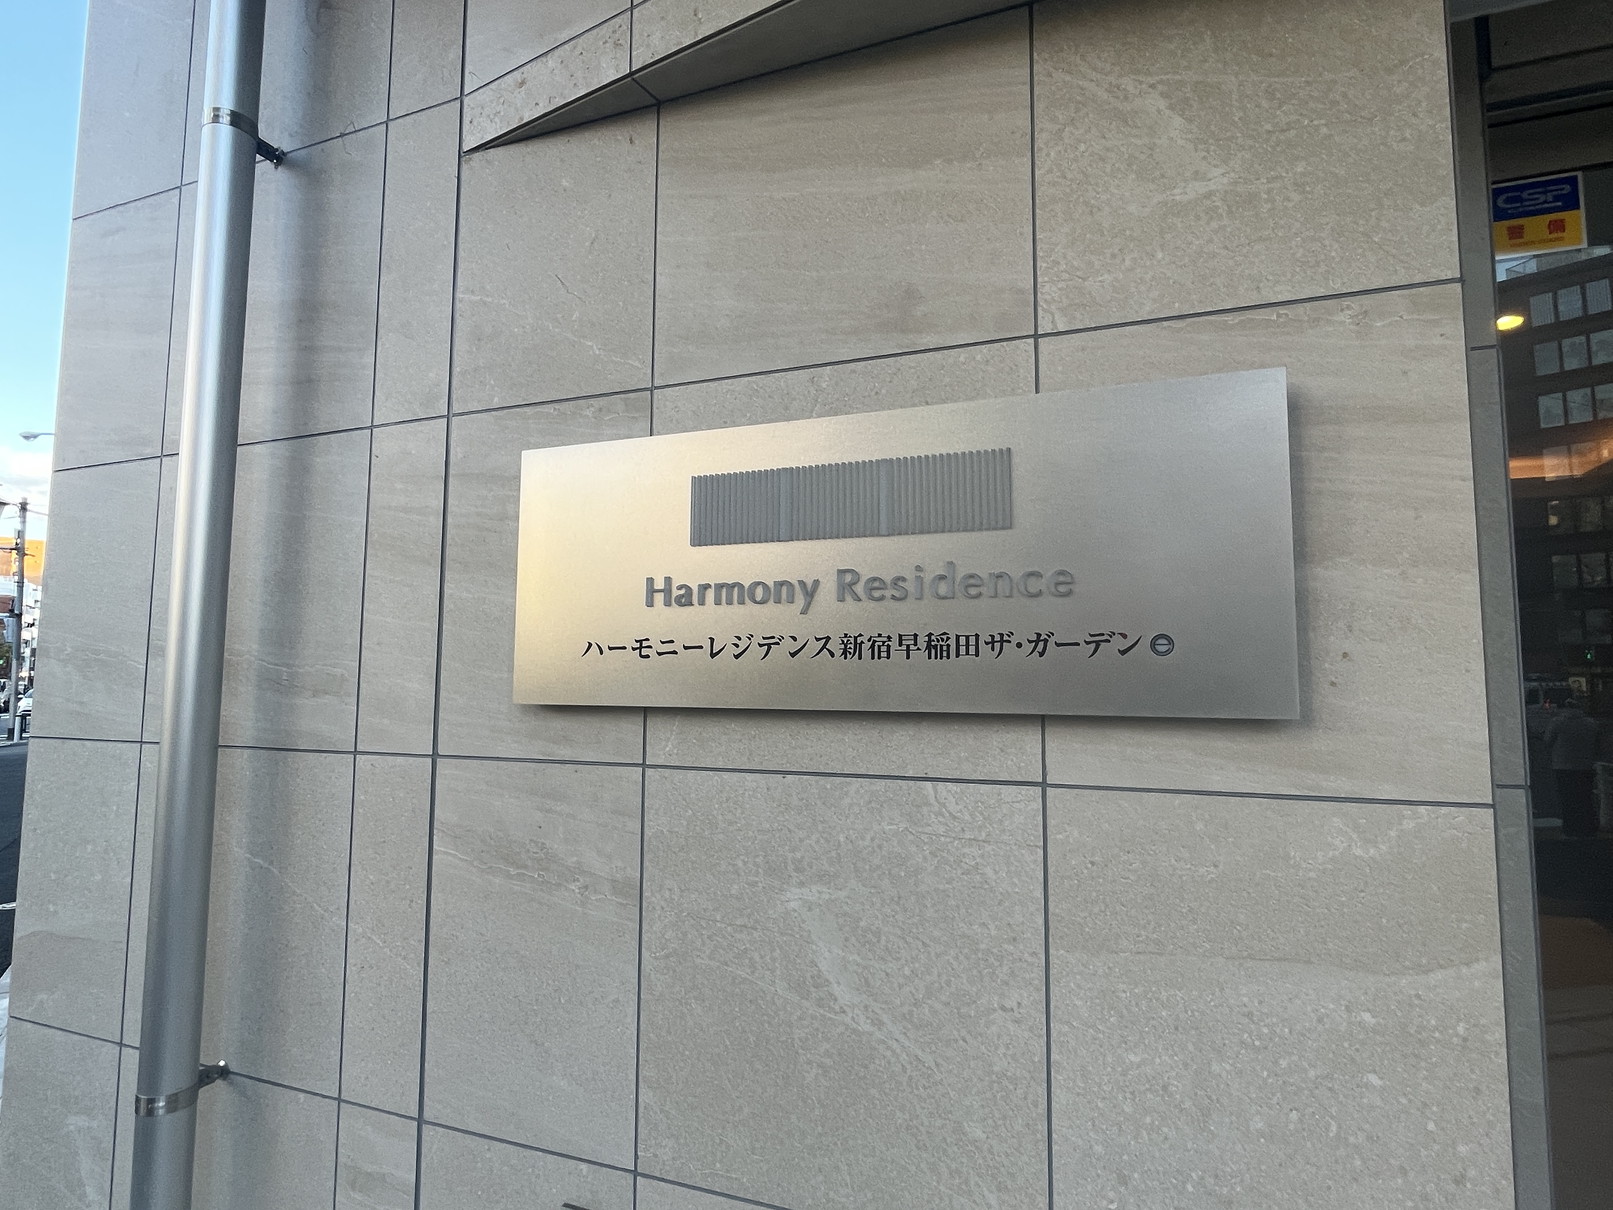 CSP
警備
Harmony Residence
ハーモニーレジデンス新宿早稲田ザ・ガーデン